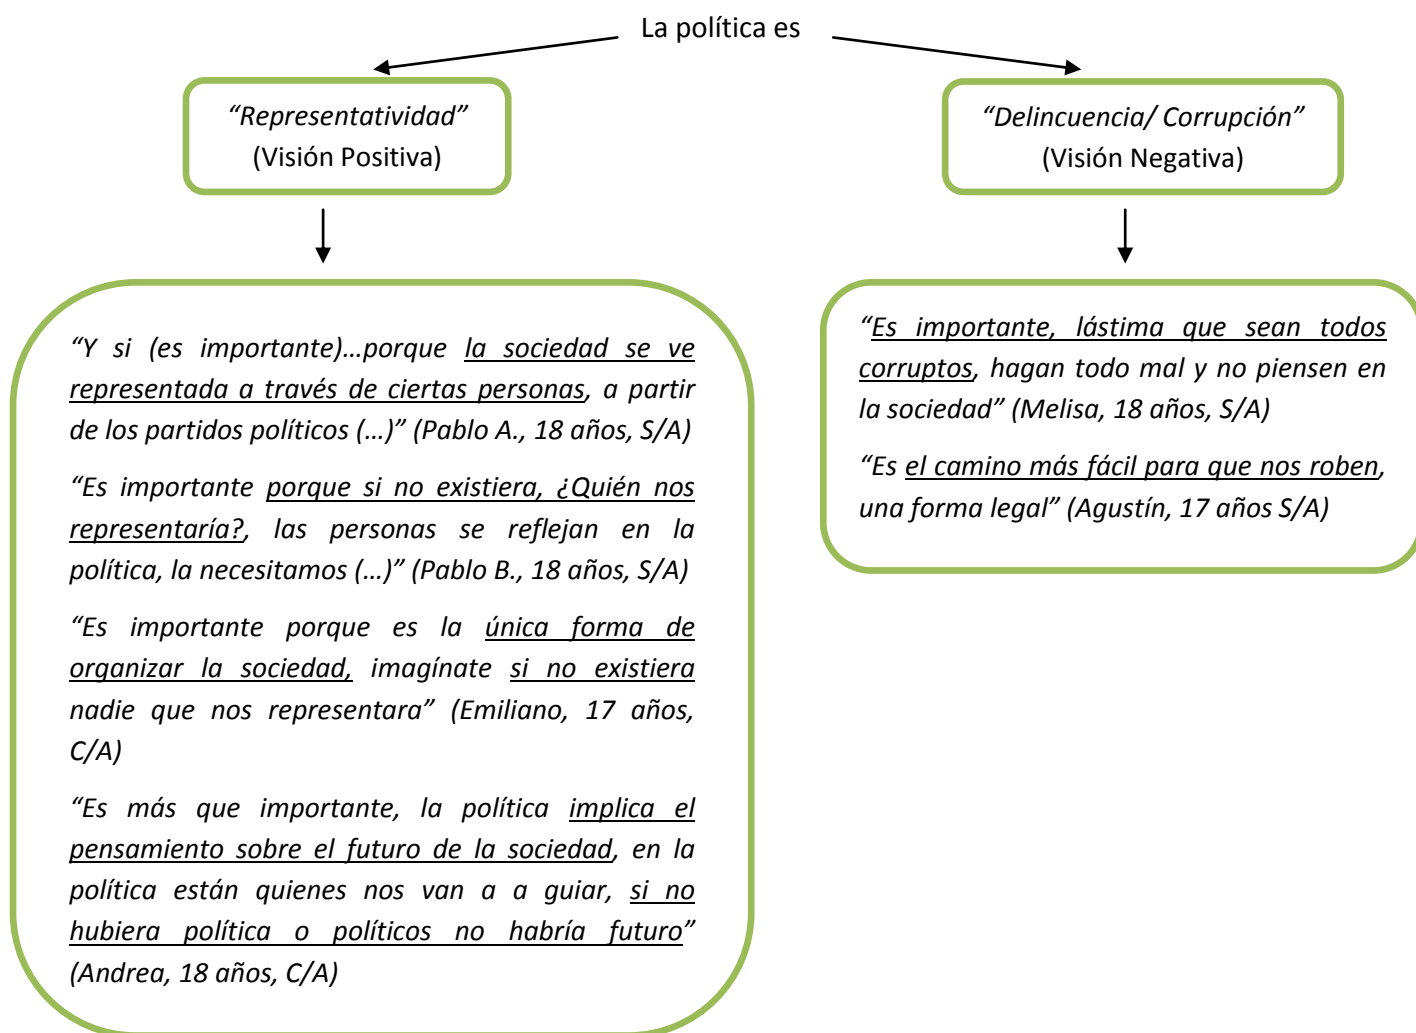 La política es
“Representatividad”
(Visión Positiva)
“Delincuencia/ Corrupción”
(Visión Negativa)
“Y si (es importante)...porque la sociedad se ve
representada a través de ciertas personas, a partir
de los partidos políticos (...)” (Pablo A., 18 años, S/A)
“Es importante porque si no existiera, ¿Quién nos
representaría?, las personas se reflejan en la
política, la necesitamos (...)” (Pablo B., 18 años, S/A)
“Es importante porque es la única forma de
organizar la sociedad, imagínate si no existiera
nadie que nos representara” (Emiliano, 17 años,
C/A)
“Es más que importante, la política implica el
pensamiento sobre el futuro de la sociedad, en la
política están quienes nos van a a guiar, si no
hubiera política o políticos no habría futuro”
(Andrea, 18 años, C/A)
“Es importante, lástima que sean todos
corruptos, hagan todo mal y no piensen en
la sociedad” (Melisa, 18 años, S/A)
“Es el camino más fácil para que nos roben,
una forma legal” (Agustín, 17 años S/A)